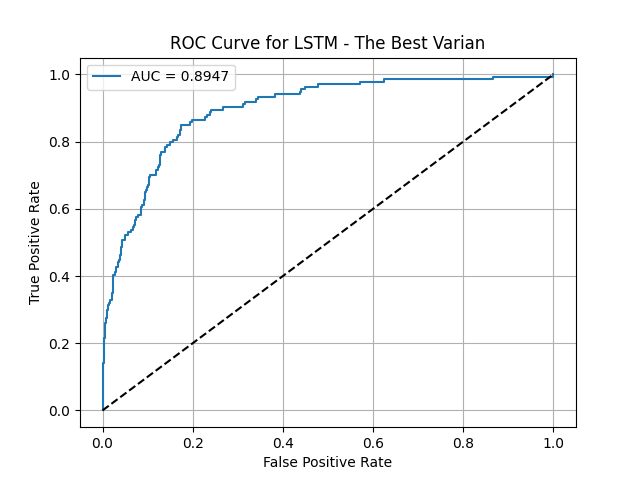 ROC Curve for LSTM - The Best Varian
AUC = 0.8947
1.0
0.8
0.6
0.4
0.2
0.0
True Positive Rate
0.0 0.2 0.4 0.6 0.8 1.0
False Positive Rate